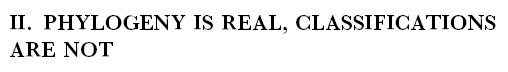 II. PHYLOGENY IS REAL, CLASSIFICATIONS
ARE NOT